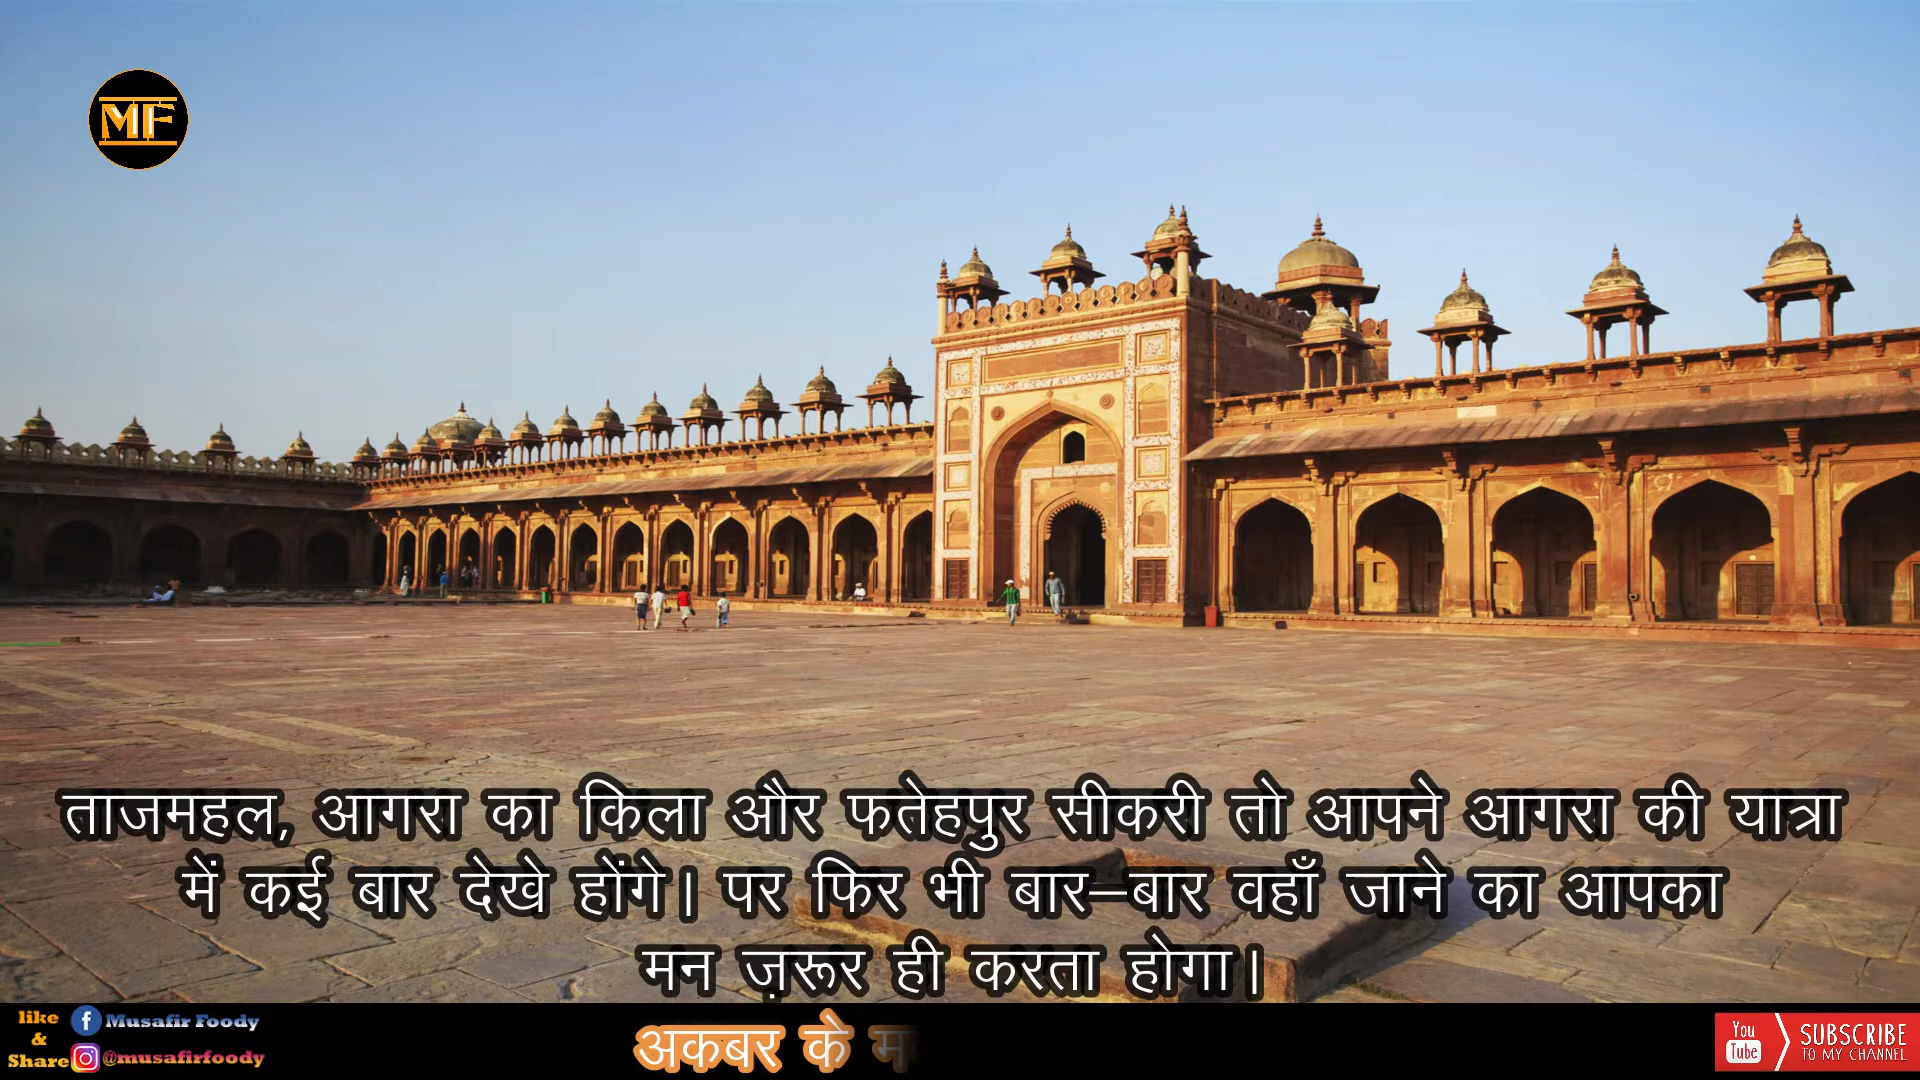 MF
ताजमहल, आगरा का किला और फतेहपुर सीकरी तो आपने आगरा की यात्रा
में कई बार देखे होंगे। पर फिर भी बार–बार वहाँ जाने का आपका
मन ज़रूर ही करता होगा।
like
&
Share
Musafir Foody
@musafirfoody
अकबर के
You
Tube
SUBSCRIBE
TO MY CHANNEL